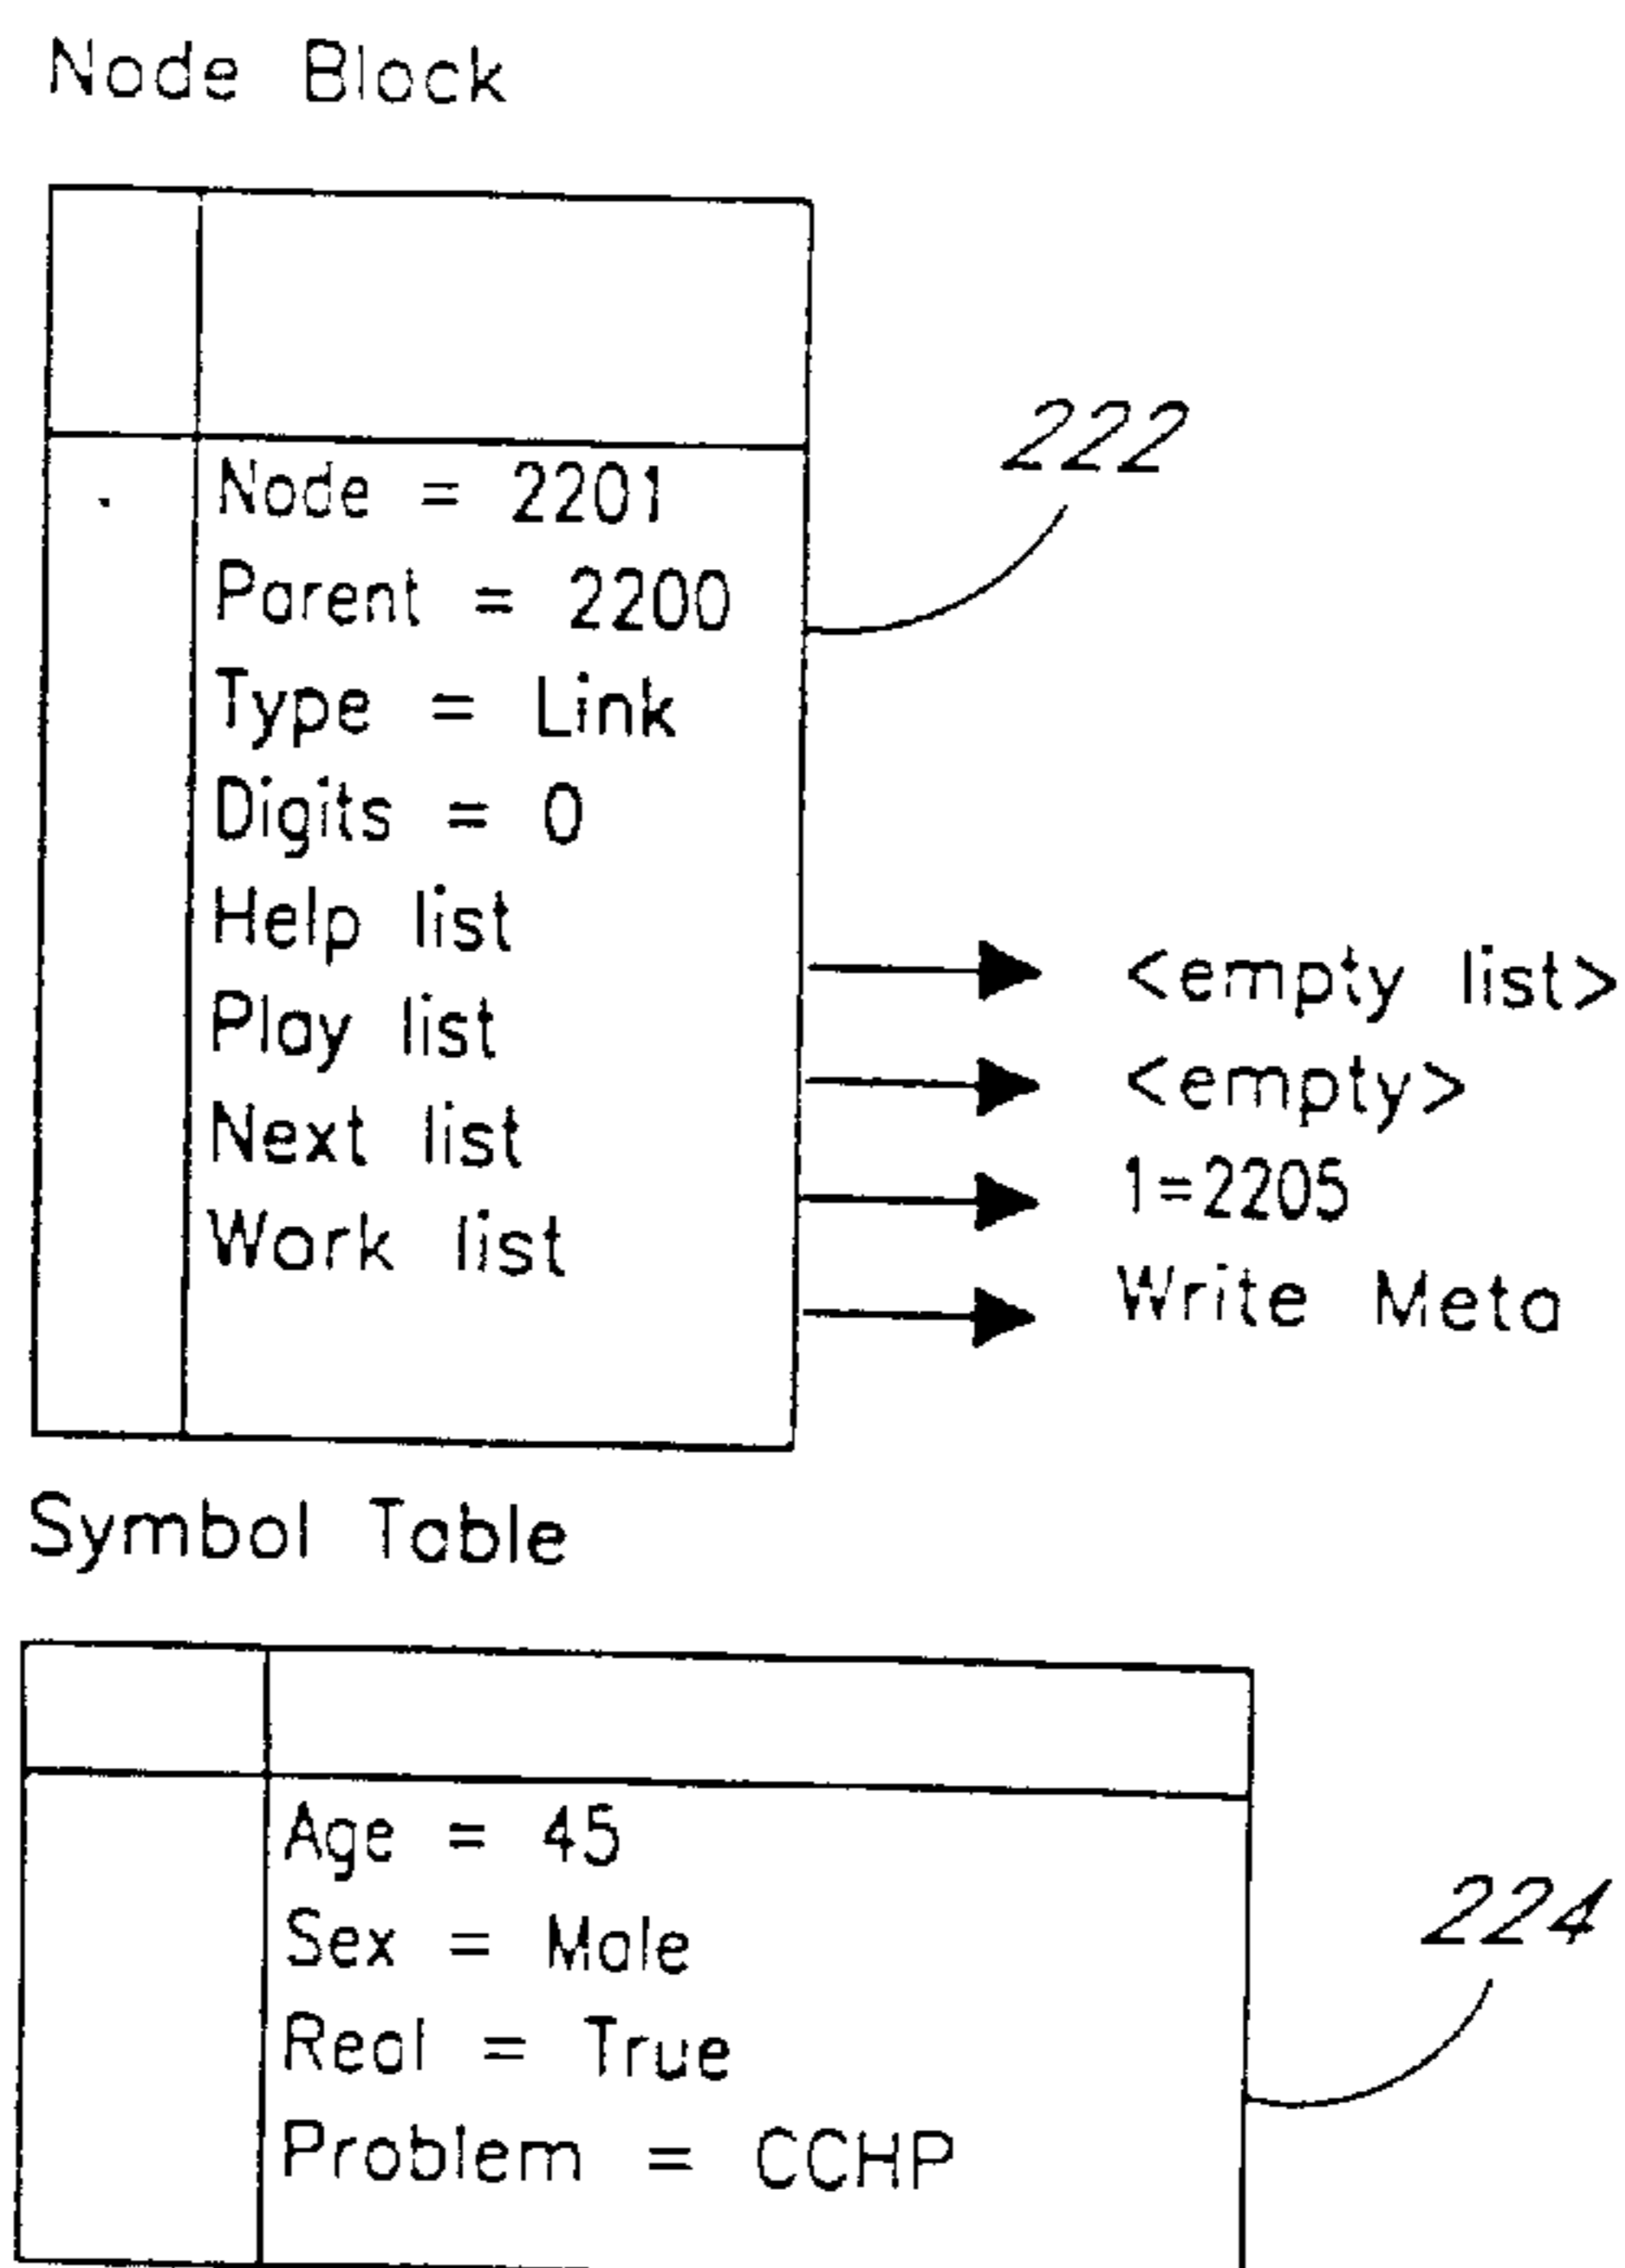 Node Block
222
Node = 2201
Parent = 2200
Type = Link
Digits = 0
Help list
<empty list>
Play list
<empty>
Next list
1=2205
Work list
Write Meta
Symbol Table
Age = 45
224
Sex = Male
Real = True
Problem = CCHP